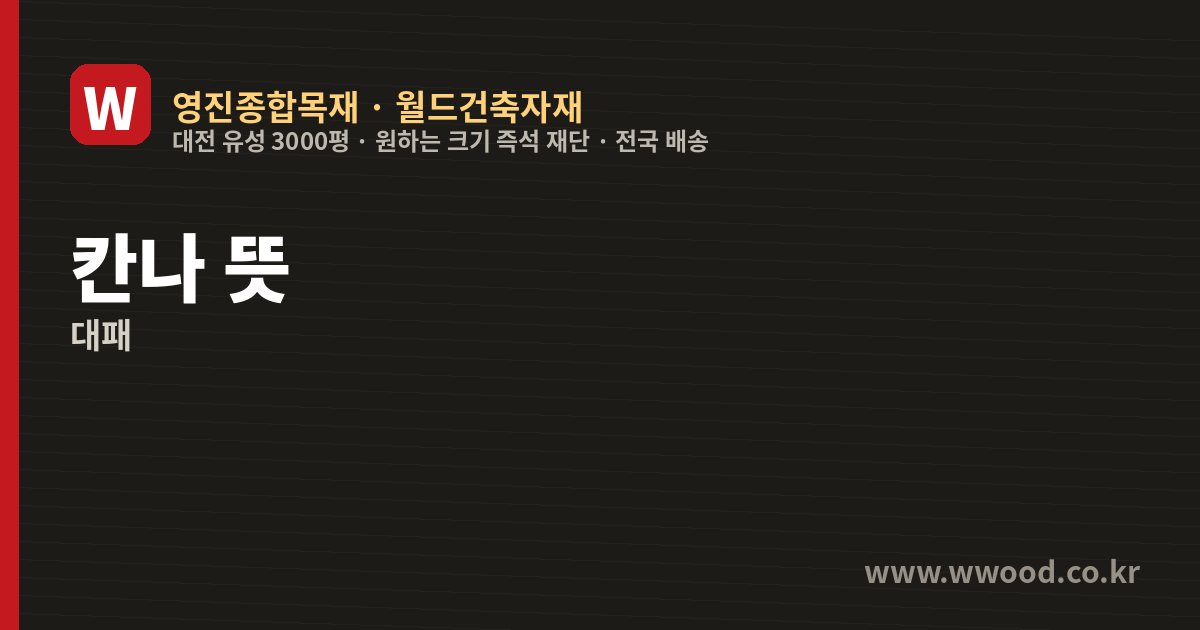 W
영진종합목재 · 월드건축자재
대전 유성 3000평 · 원하는 크기 즉석 재단 · 전국 배송
칸나 뜻
대패
www.wwood.co.kr